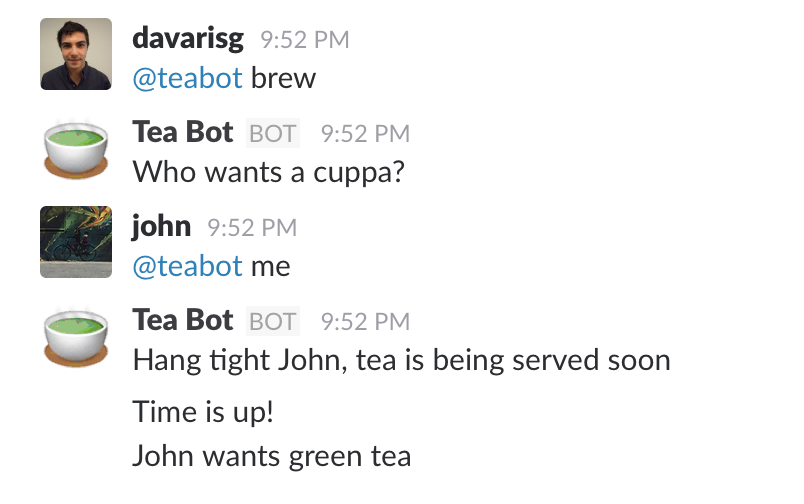 davarisg 9:52 PM
@teabot brew
Tea Bot BOT 9:52 PM
Who wants a cuppa?
john 9:52 PM
@teabot me
Tea Bot BOT 9:52 PM
Hang tight John, tea is being served soon
Time is up!
John wants green tea